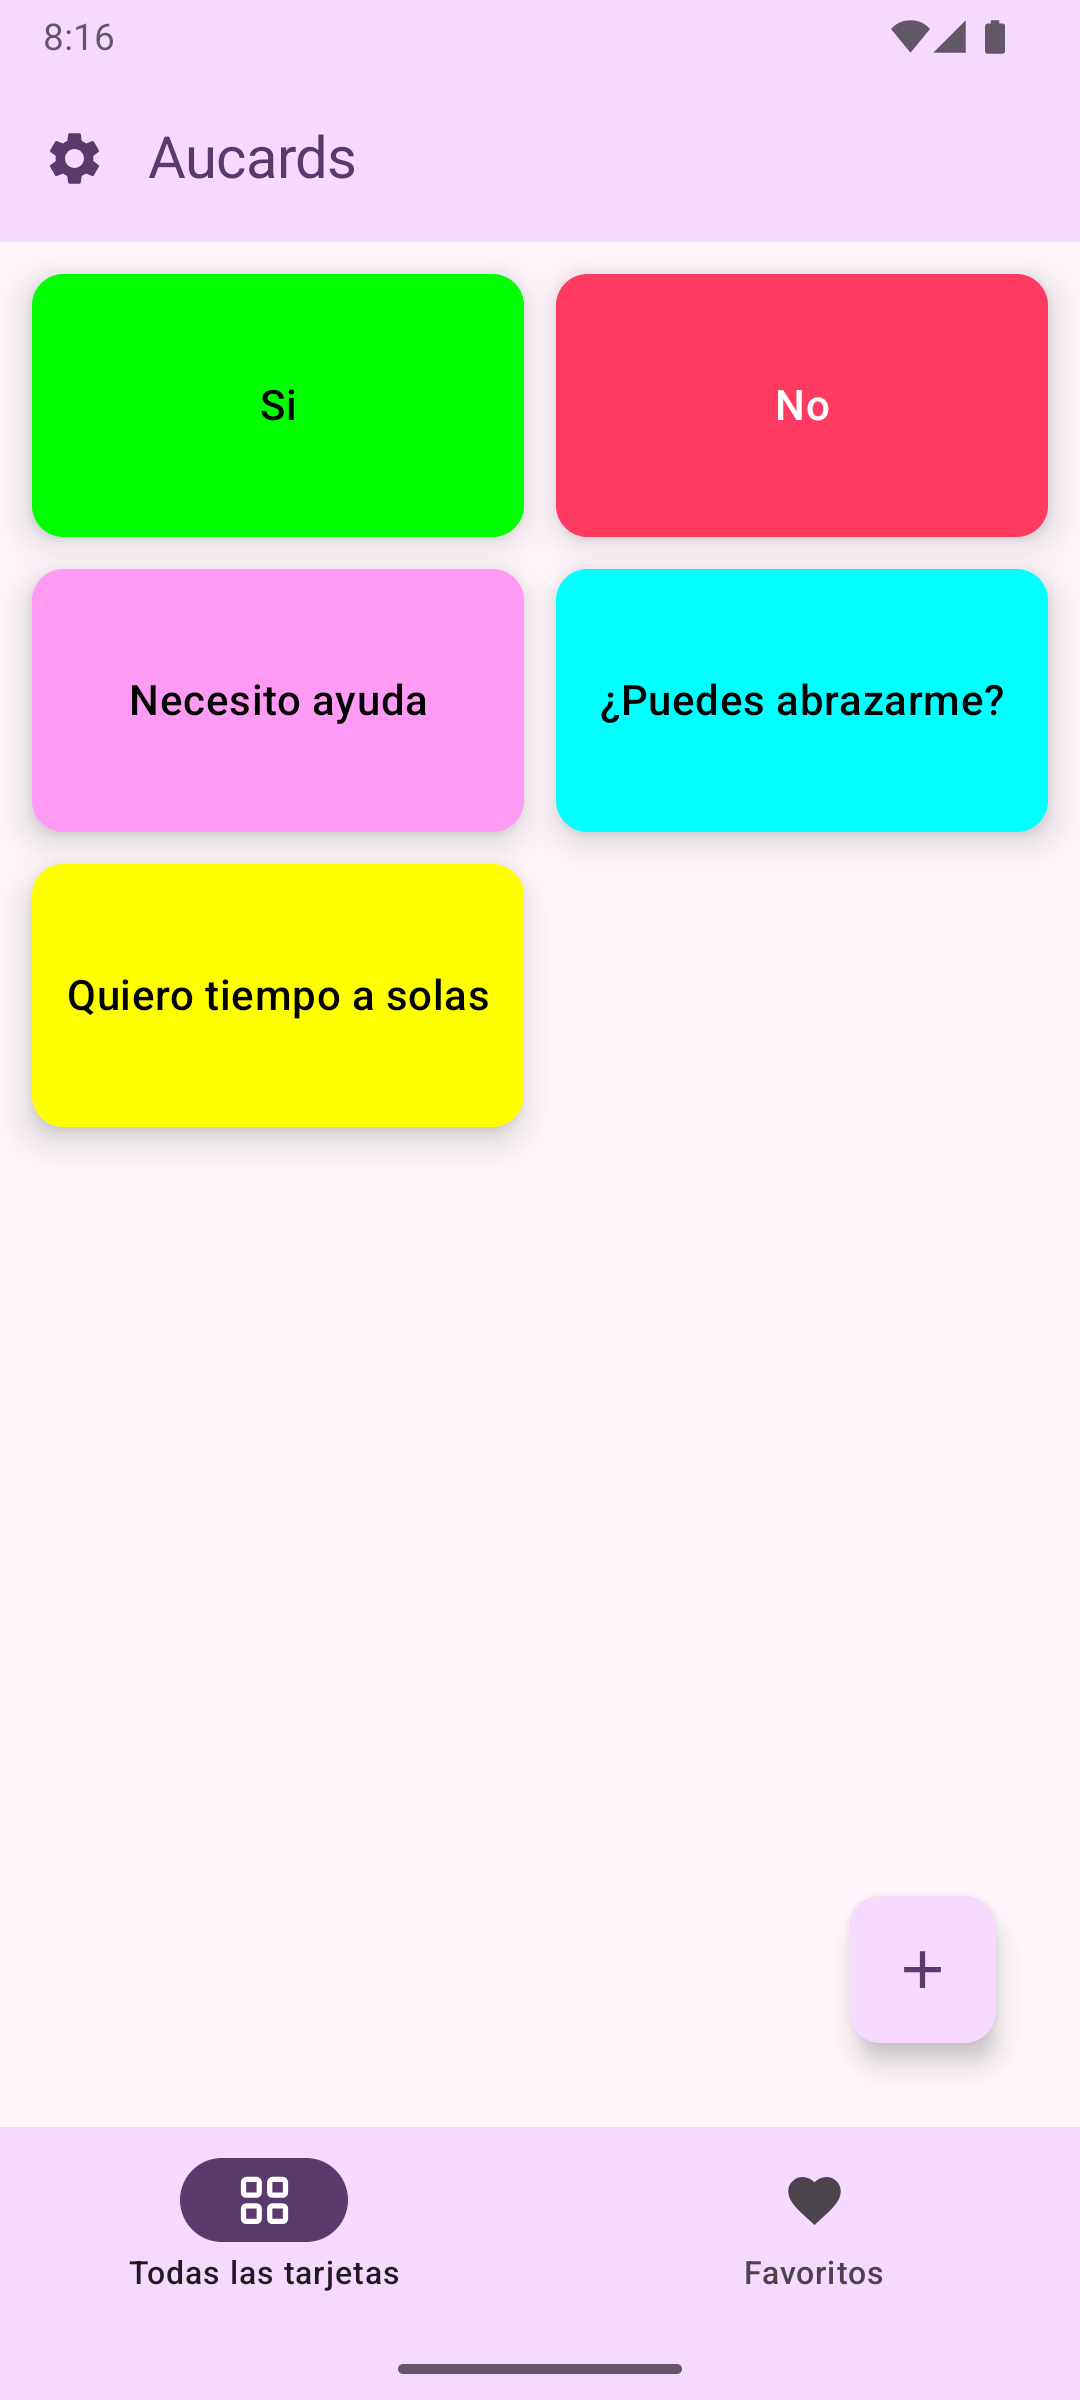 8:16
Aucards
Si
No
Necesito ayuda
¿Puedes abrazarme?
Quiero tiempo a solas
+
Todas las tarjetas
Favoritos